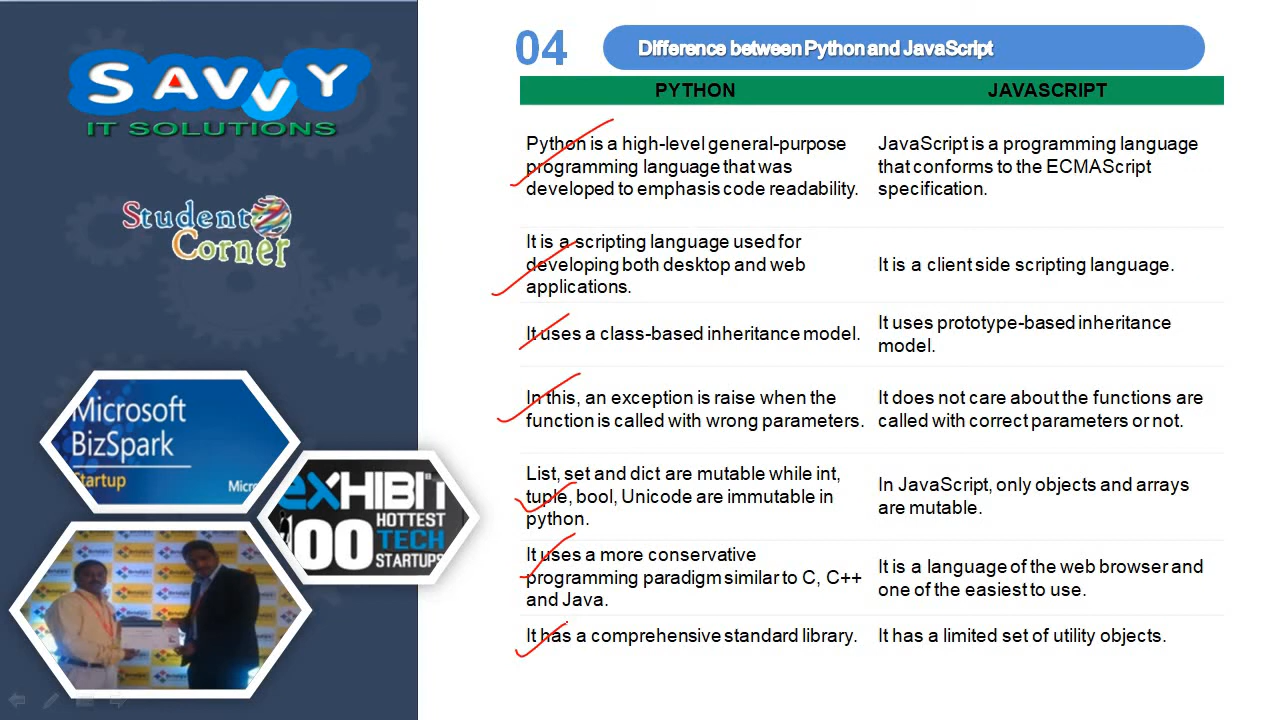 SAVVY
IT SOLUTIONS
Student
Corner
Microsoft
BizSpark
Startup
Micros
EXHIBIT
100
HOTTEST
TECH
STARTUPS
04
Difference between Python and JavaScript
PYTHON
JAVASCRIPT
Python is a high-level general-purpose
programming language that was
developed to emphasis code readability.
JavaScript is a programming language
that conforms to the ECMAScript
specification.
It is a scripting language used for
developing both desktop and web
applications.
It is a client side scripting language.
It uses a class-based inheritance model.
It uses prototype-based inheritance
model.
In this, an exception is raise when the
function is called with wrong parameters.
It does not care about the functions are
called with correct parameters or not.
List, set and dict are mutable while int,
tuple, bool, Unicode are immutable in
python.
In JavaScript, only objects and arrays
are mutable.
It uses a more conservative
programming paradigm similar to C, C++
and Java.
It is a language of the web browser and
one of the easiest to use.
It has a comprehensive standard library.
It has a limited set of utility objects.